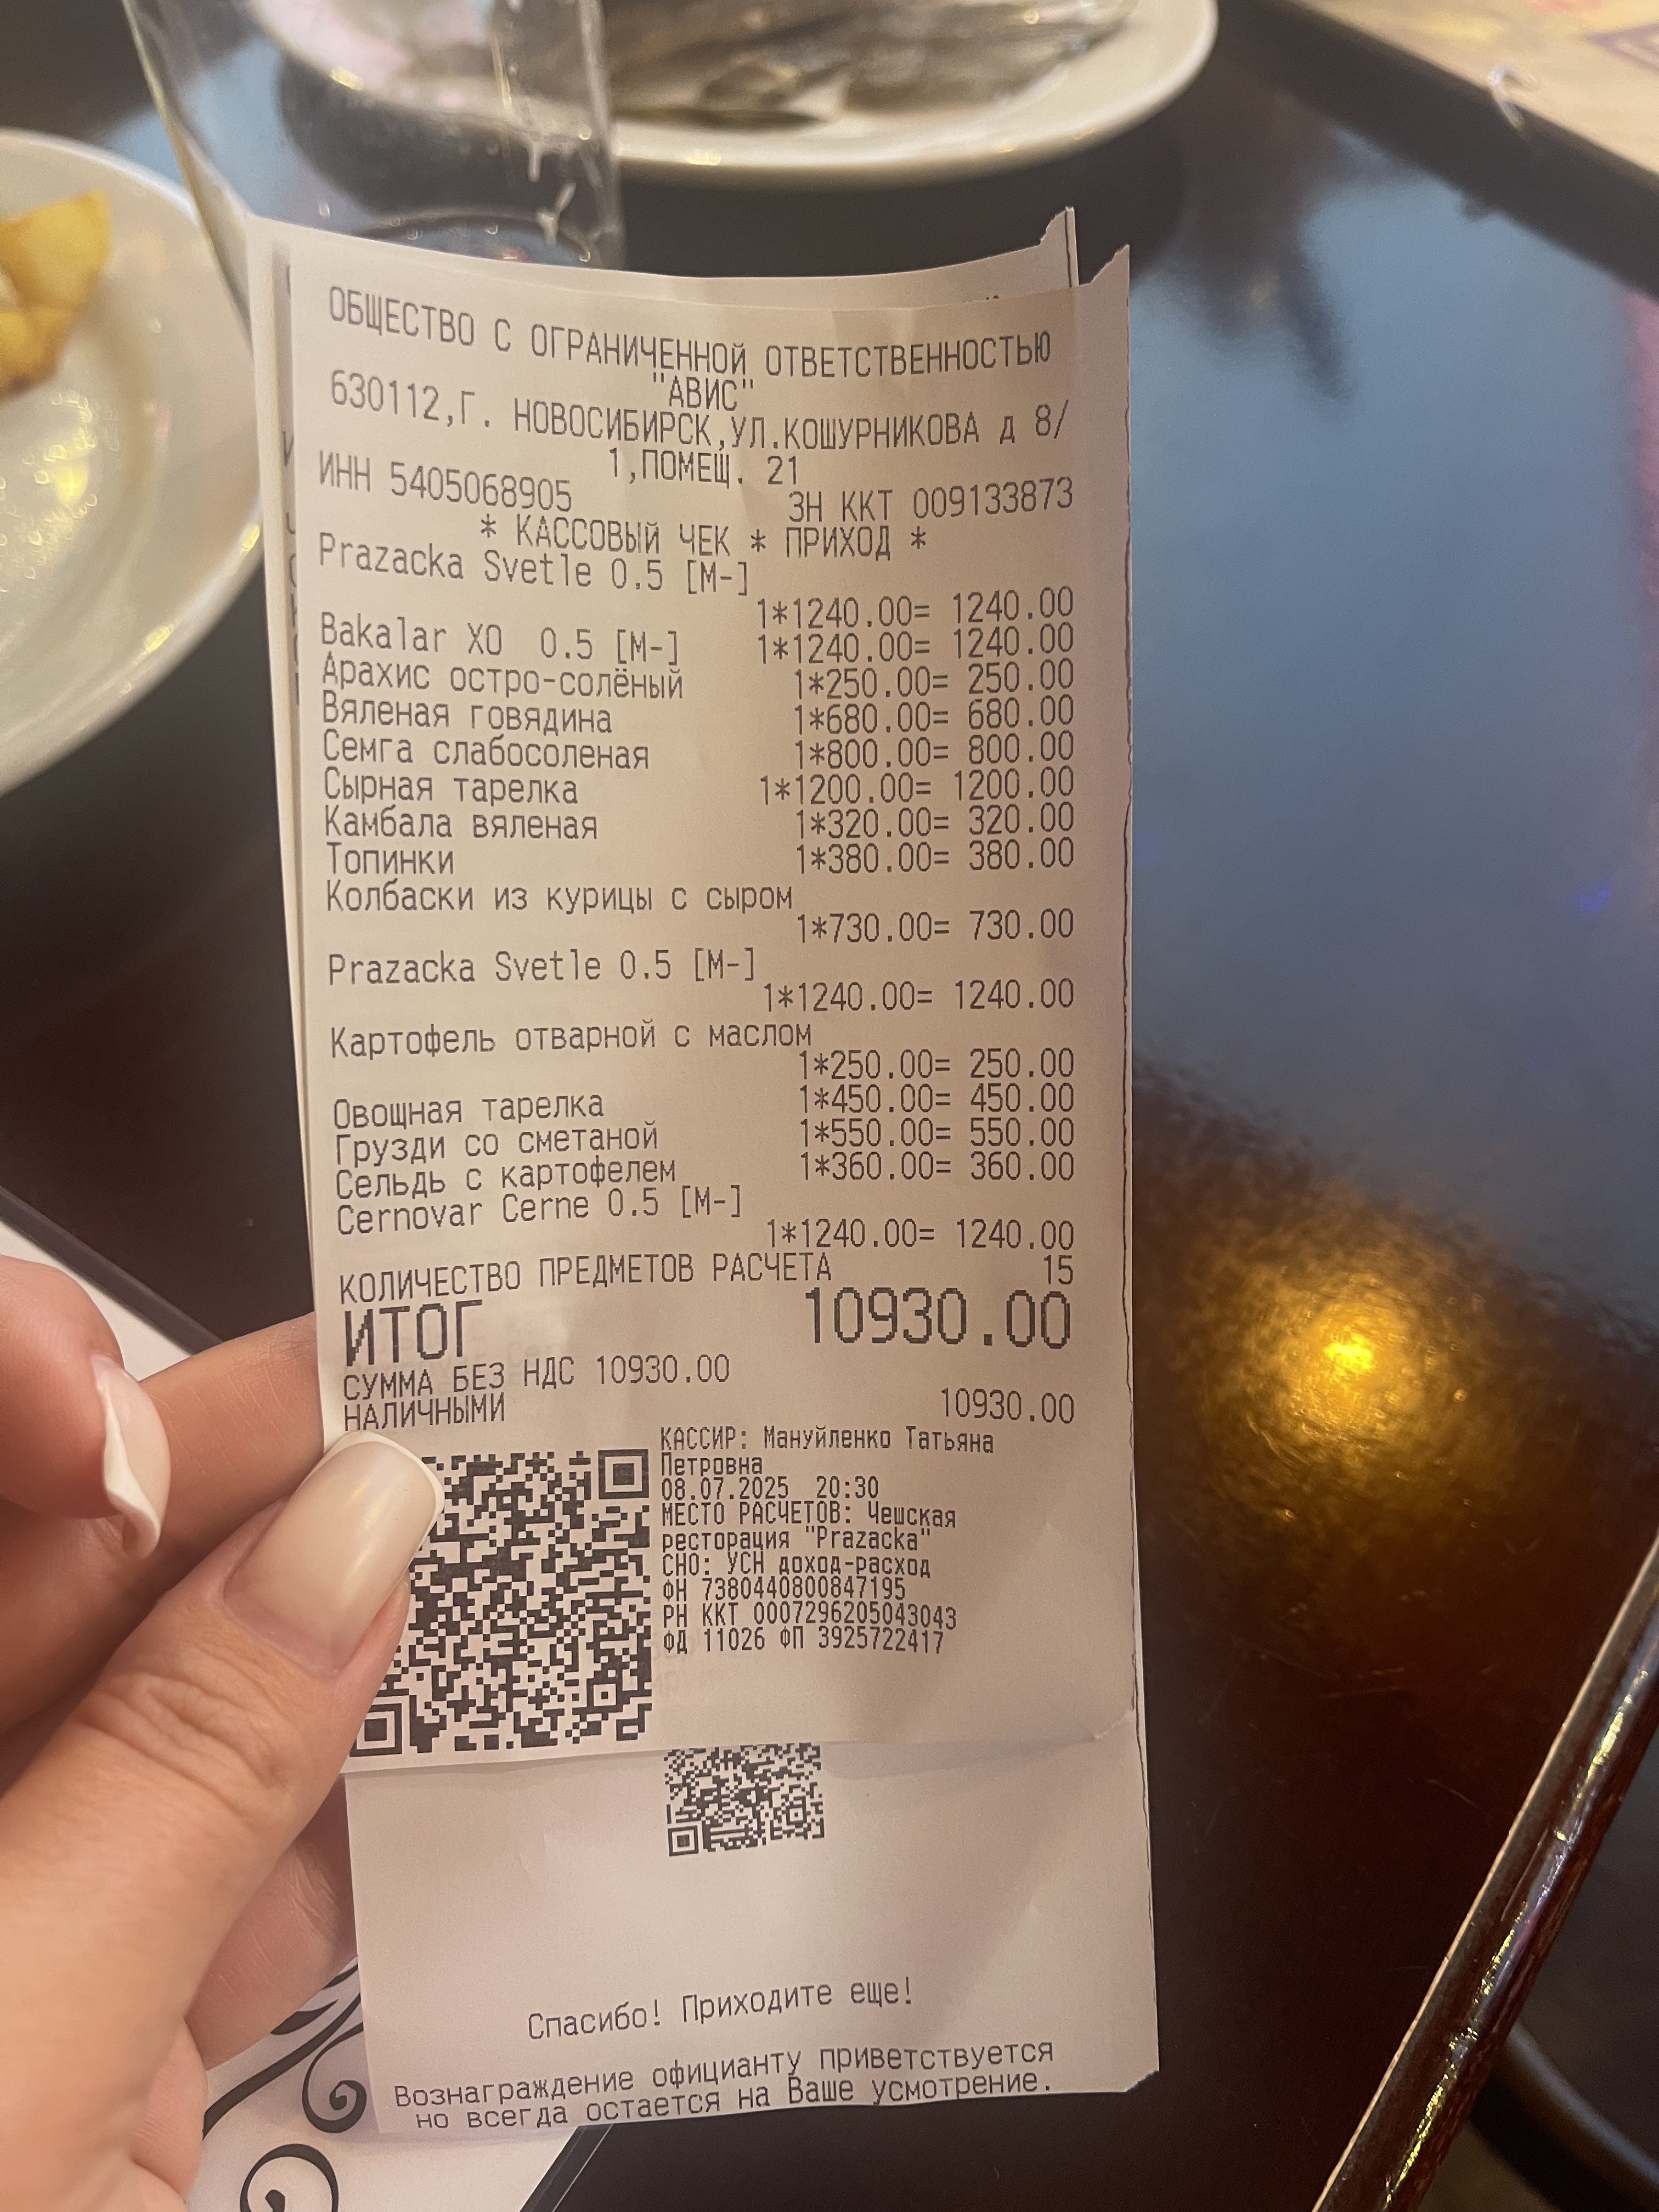 ОБЩЕСТВО С ОГРАНИЧЕННОЙ ОТВЕТСТВЕННОСТЬЮ
"АВИС"
630112,Г. НОВОСИБИРСК,УЛ.КОШУРНИКОВА д 8/
1,ПОМЕЩ. 21
ИНН 5405068905 ЗН ККТ 009133873
* КАССОВЫЙ ЧЕК * ПРИХОД *
Prazacka Svetle 0.5 [M-]
1*1240.00= 1240.00
Bakalar XO 0.5 [M-] 1*1240.00= 1240.00
Арахис остро-солёный 1*250.00= 250.00
Вяленая говядина 1*680.00= 680.00
Семга слабосоленая 1*800.00= 800.00
Сырная тарелка 1*1200.00= 1200.00
Камбала вяленая 1*320.00= 320.00
Топинки 1*380.00= 380.00
Колбаски из курицы с сыром
1*730.00= 730.00
Prazacka Svetle 0.5 [M-]
1*1240.00= 1240.00
Картофель отварной с маслом
1*250.00= 250.00
Овощная тарелка 1*450.00= 450.00
Грузди со сметаной 1*550.00= 550.00
Сельдь с картофелем 1*360.00= 360.00
Cernovar Cerne 0.5 [M-]
1*1240.00= 1240.00
КОЛИЧЕСТВО ПРЕДМЕТОВ РАСЧЕТА 15
ИТОГ 10930.00
СУММА БЕЗ НДС 10930.00
НАЛИЧНЫМИ 10930.00
КАССИР: Мануйленко Татьяна
Петровна
08.07.2025 20:30
МЕСТО РАСЧЕТОВ: Чешская
ресторация "Prazacka"
СНО: УСН доход-расход
ФН 7380440800847195
РН ККТ 0007296205043043
ФД 11026 ФП 3925722417
Спасибо! Приходите еще!
Вознаграждение официанту приветствуется
но всегда остается на Ваше усмотрение.